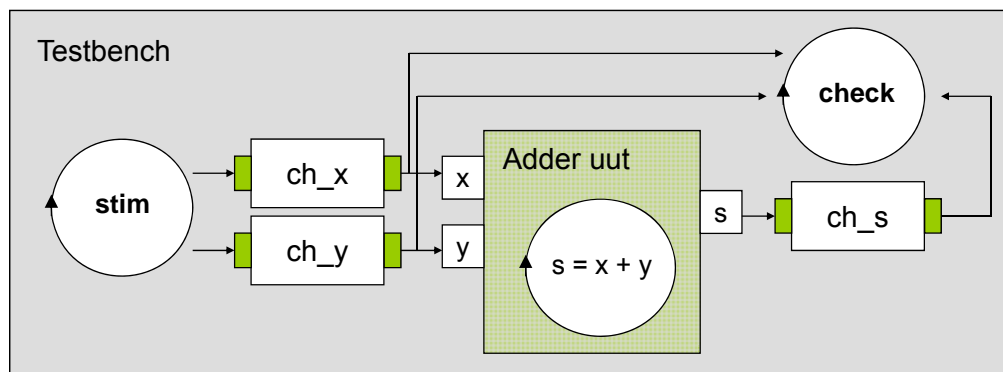 Testbench
check
stim
ch_x
ch_y
Adder uut
x
y
s = x + y
s
ch_s